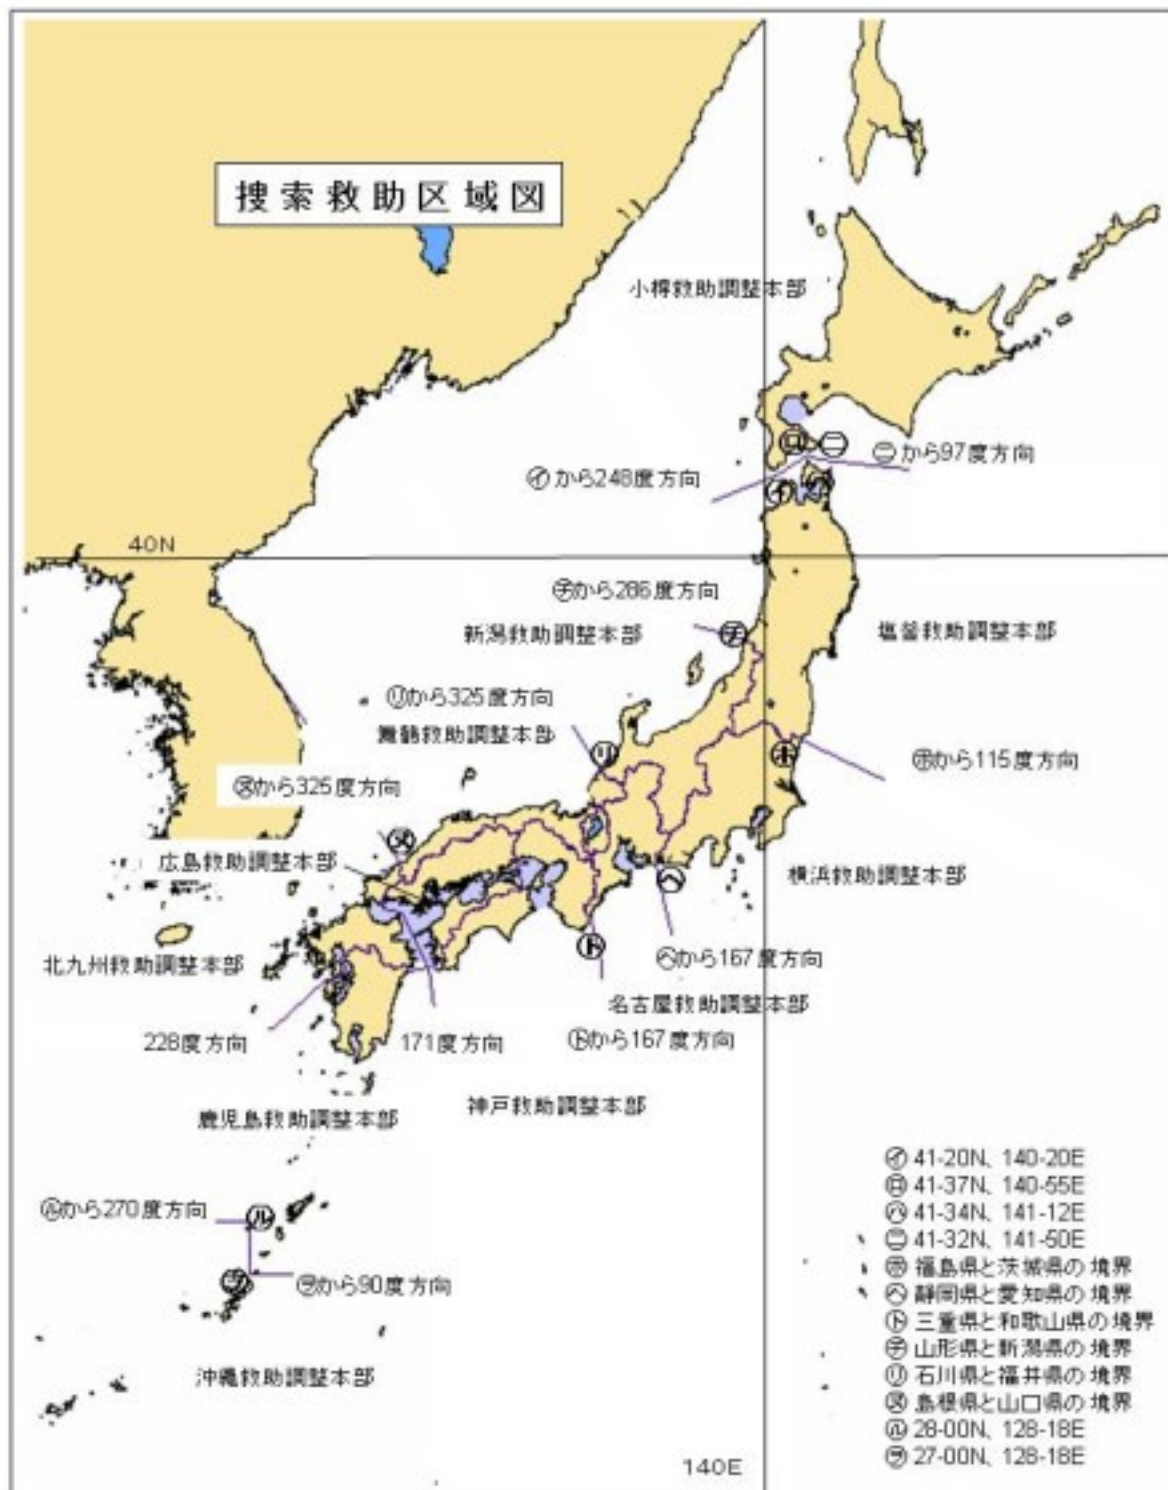 捜索救助区域図
小樽救助調整本部
㋥から97度方向
㋑から248度方向
40N
㋠から286度方向
新潟救助調整本部
塩釜救助調整本部
㋷から325度方向
舞鶴救助調整本部
㋭から115度方向
㋦から325度方向
広島救助調整本部
横浜救助調整本部
北九州救助調整本部
㋬から167度方向
名古屋救助調整本部
228度方向
171度方向
㋣から167度方向
神戸救助調整本部
鹿児島救助調整本部
㋸から270度方向
㋾から90度方向
沖縄救助調整本部
140E
㋑
㋺
㋥
㋠
㋷
㋭
㋦
㋬
㋣
㋸
㋾
㋑ 41-20N、140-20E
㋺ 41-37N、140-55E
㋩ 41-34N、141-12E
㋥ 41-32N、141-50E
㋭ 福島県と茨城県の境界
㋬ 静岡県と愛知県の境界
㋣ 三重県と和歌山県の境界
㋠ 山形県と新潟県の境界
㋷ 石川県と福井県の境界
㋦ 島根県と山口県の境界
㋸ 28-00N、128-18E
㋾ 27-00N、128-18E